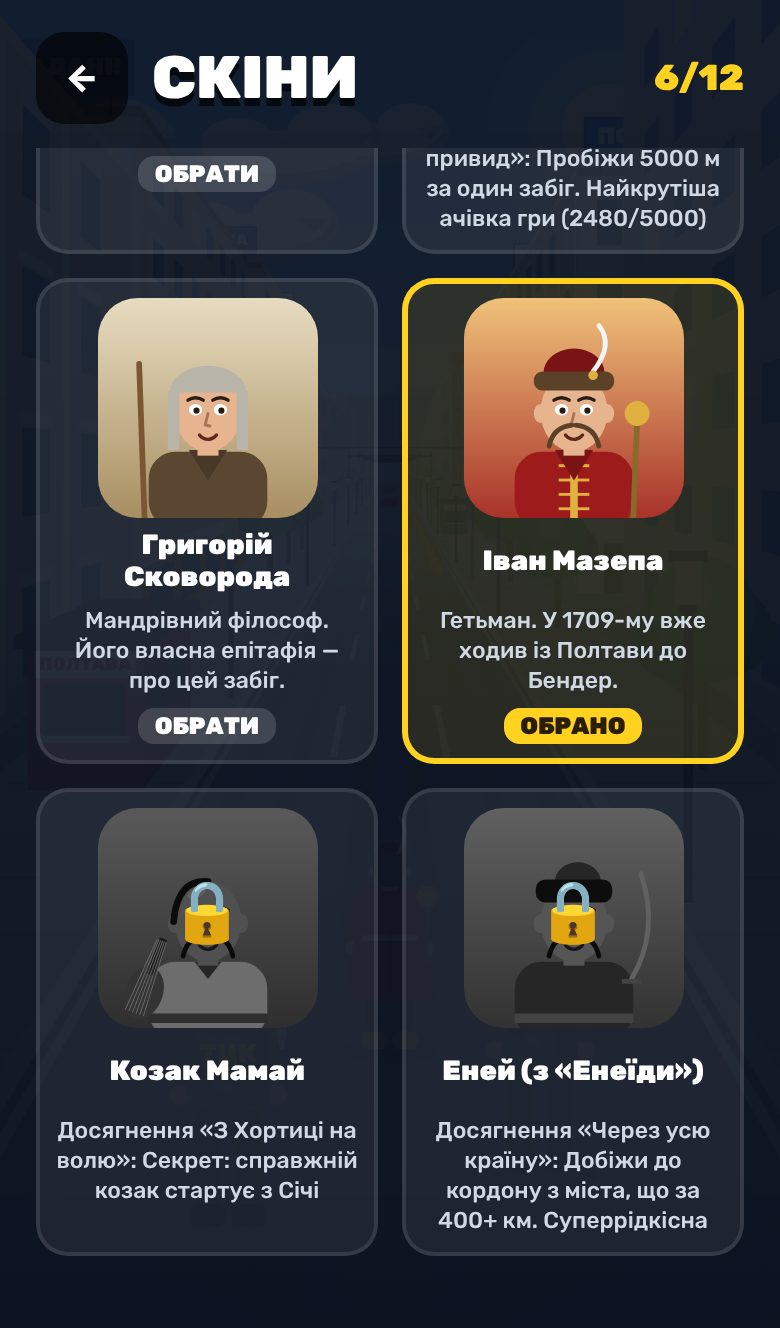 СКІНИ
6/12
ОБРАТИ
привид»: Пробіжи 5000 м
за один забіг. Найкрутіша
ачівка гри (2480/5000)
Григорій
Сковорода
Мандрівний філософ.
Його власна епітафія —
про цей забіг.
ОБРАТИ
Іван Мазепа
Гетьман. У 1709-му вже
ходив із Полтави до
Бендер.
ОБРАНО
Козак Мамай
Досягнення «З Хортиці на
волю»: Секрет: справжній
козак стартує з Січі
Еней (з «Енеїди»)
Досягнення «Через усю
країну»: Добіжи до
кордону з міста, що за
400+ км. Суперрідкісна
ПОЛТАВА